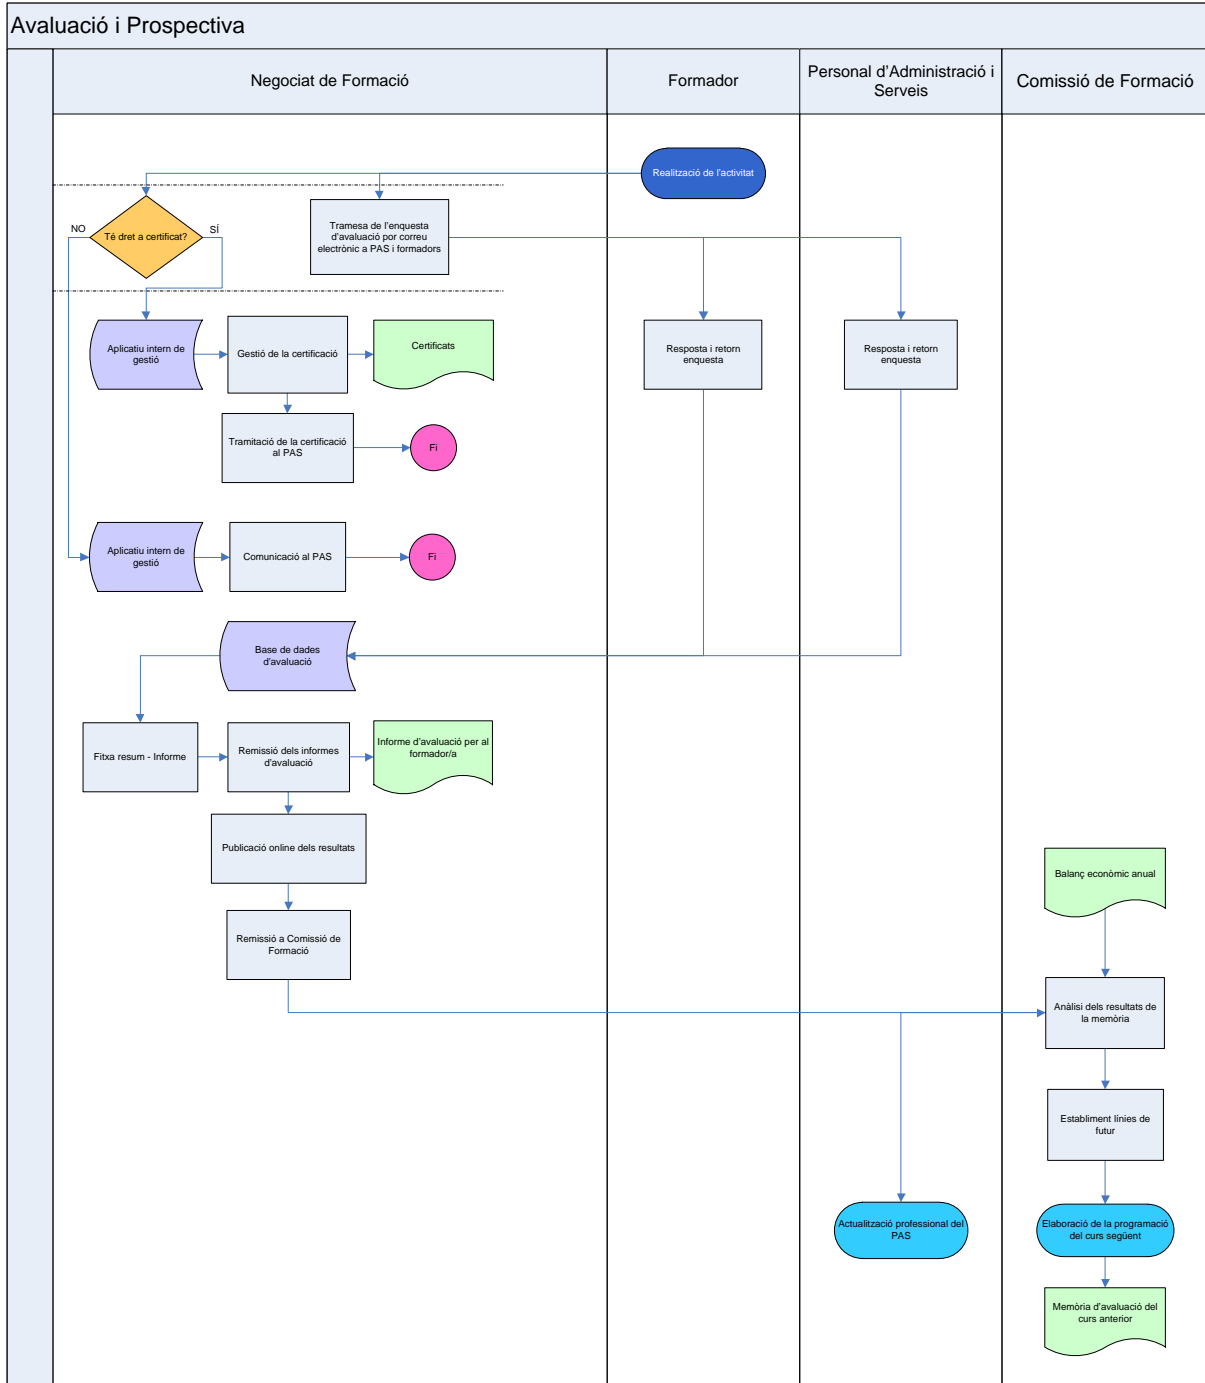 Avaluació i Prospectiva
Negociat de Formació
Formador
Personal d'Administració i
Serveis
Comissió de Formació
Realització de l'activitat
NO
Té dret a certificat?
SÍ
Tramesa de l'enquesta
d'avaluació por correu
electrònic a PAS i formadors
Aplicatiu intern de
gestió
Gestió de la certificació
Certificats
Resposta i retorn
enquesta
Resposta i retorn
enquesta
Tramitació de la certificació
al PAS
Fi
Aplicatiu intern de
gestió
Comunicació al PAS
Fi
Base de dades
d'avaluació
Fitxa resum - Informe
Remissió dels informes
d'avaluació
Informe d'avaluació per al
formador/a
Publicació online dels resultats
Balanç econòmic anual
Remissió a Comissió de
Formació
Anàlisi dels resultats de
la memòria
Establiment línies de
futur
Actualització professional del
PAS
Elaboració de la programació
del curs següent
Memòria d'avaluació del
curs anterior